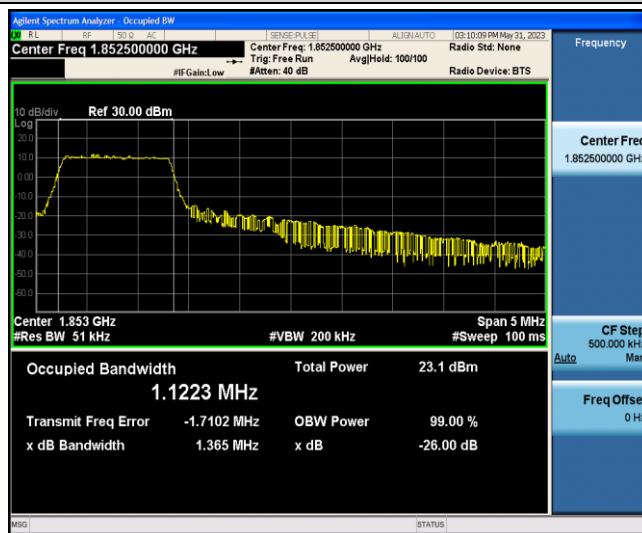 Agilent Spectrum Analyzer - Occupied BW
RL RF 50 Ω AC SENSE:PULSE ALIGNAUTO 03:10:09 PM May 31, 2023
Center Freq 1.852500000 GHz Center Freq: 1.852500000 GHz Radio Std: None
Trig: Free Run Avg|Hold: 100/100
#IFGain:Low #Atten: 40 dB Radio Device: BTS
Frequency
10 dB/div Ref 30.00 dBm
Log
20.0
10.0
0.00
-10.0
-20.0
-30.0
-40.0
-50.0
-60.0
Center 1.853 GHz Span 5 MHz
#Res BW 51 kHz #VBW 200 kHz #Sweep 100 ms
Occupied Bandwidth Total Power 23.1 dBm
1.1223 MHz
Transmit Freq Error -1.7102 MHz OBW Power 99.00 %
x dB Bandwidth 1.365 MHz x dB -26.00 dB
Center Freq
1.852500000 GHz
CF Step
500.000 kHz
Auto Man
Freq Offset
0 Hz
MSG STATUS